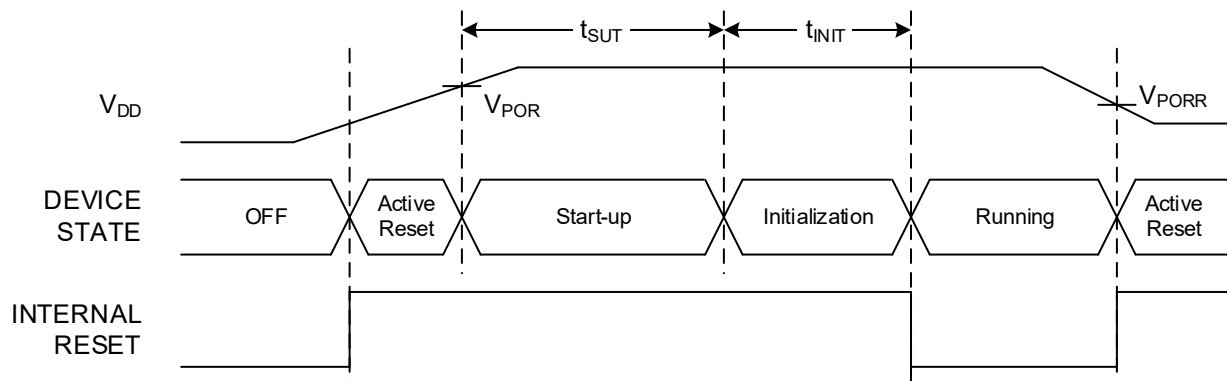 tSUT
tINIT
VDD
VPOR
VPORR
DEVICE
STATE
OFF
Active
Reset
Start-up
Initialization
Running
Active
Reset
INTERNAL
RESET